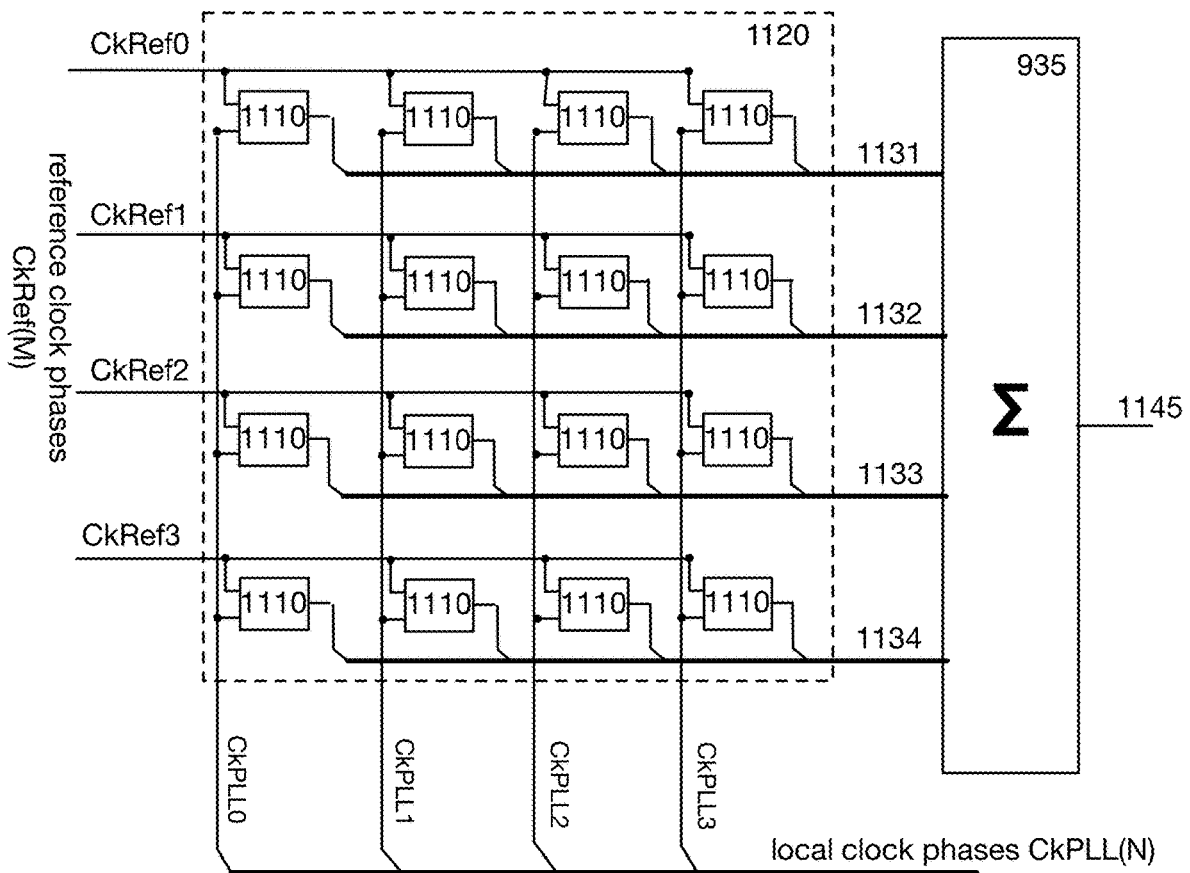 1120
935
CkRef0
1110 1110 1110 1110
1131
CkRef1
1110 1110 1110 1110
1132
reference clock phases
CkRef(M)
CkRef2
1110 1110 1110 1110
1133
Σ
1145
CkRef3
1110 1110 1110 1110
1134
CkPLL0
CkPLL1
CkPLL2
CkPLL3
local clock phases CkPLL(N)